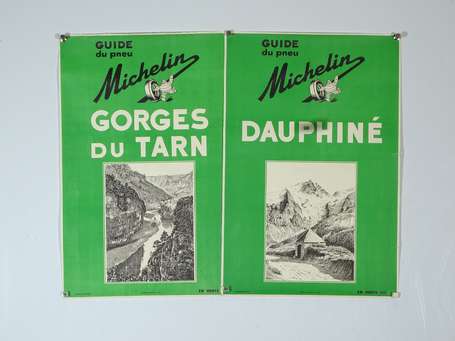 GUIDE
du pneu
Michelin
GORGES
DU TARN
EN VENTE
GUIDE
du pneu
Michelin
DAUPHINÉ
EN VENTE